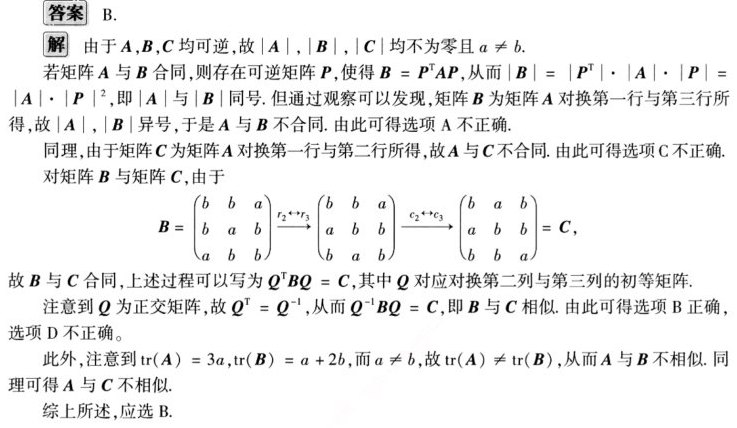 答案 B.
解 由于 A,B,C 均可逆,故|A|,|B|,|C|均不为零且 a ≠ b.
若矩阵 A 与 B 合同,则存在可逆矩阵 P,使得 B = PᵀAP,从而|B| = |Pᵀ|·|A|·|P| =
|A|·|P|²,即|A|与|B|同号.但通过观察可以发现,矩阵 B 为矩阵 A 对换第一行与第三行所
得,故|A|,|B|异号,于是 A 与 B 不合同.由此可得选项 A 不正确.
同理,由于矩阵 C 为矩阵 A 对换第一行与第二行所得,故 A 与 C 不合同.由此可得选项 C 不正确.
对矩阵 B 与矩阵 C,由于
B = (b b a; b a b; a b b) r₂↔r₃→ (b b a; a b b; b a b) c₂↔c₃→ (b a b; a b b; b b a) = C,
故 B 与 C 合同,上述过程可以写为 QᵀBQ = C,其中 Q 对应对换第二列与第三列的初等矩阵.
注意到 Q 为正交矩阵,故 Qᵀ = Q⁻¹,从而 Q⁻¹BQ = C,即 B 与 C 相似.由此可得选项 B 正确,
选项 D 不正确。
此外,注意到 tr(A) = 3a,tr(B) = a + 2b,而 a ≠ b,故 tr(A) ≠ tr(B),从而 A 与 B 不相似.同
理可得 A 与 C 不相似.
综上所述,应选 B.